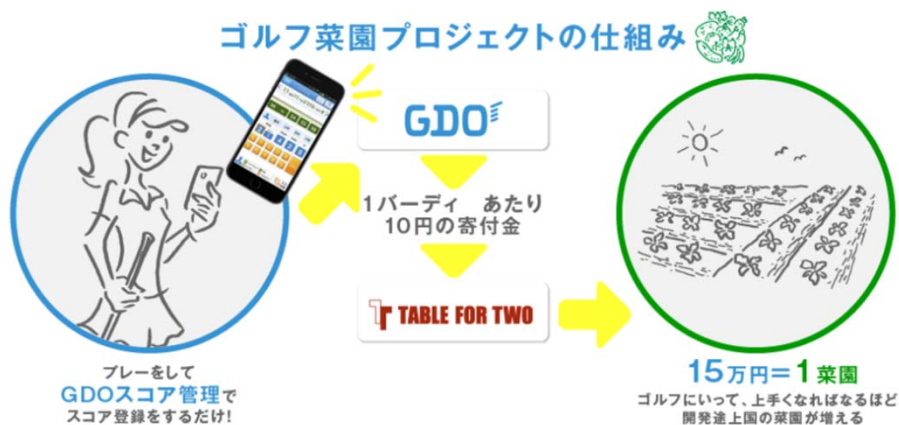 ゴルフ菜園プロジェクトの仕組み
GDO
1バーディ あたり
10円の寄付金
TABLE FOR TWO
プレーをして
GDOスコア管理で
スコア登録をするだけ!
15万円=1菜園
ゴルフにいって、上手くなればなるほど
開発途上国の菜園が増える